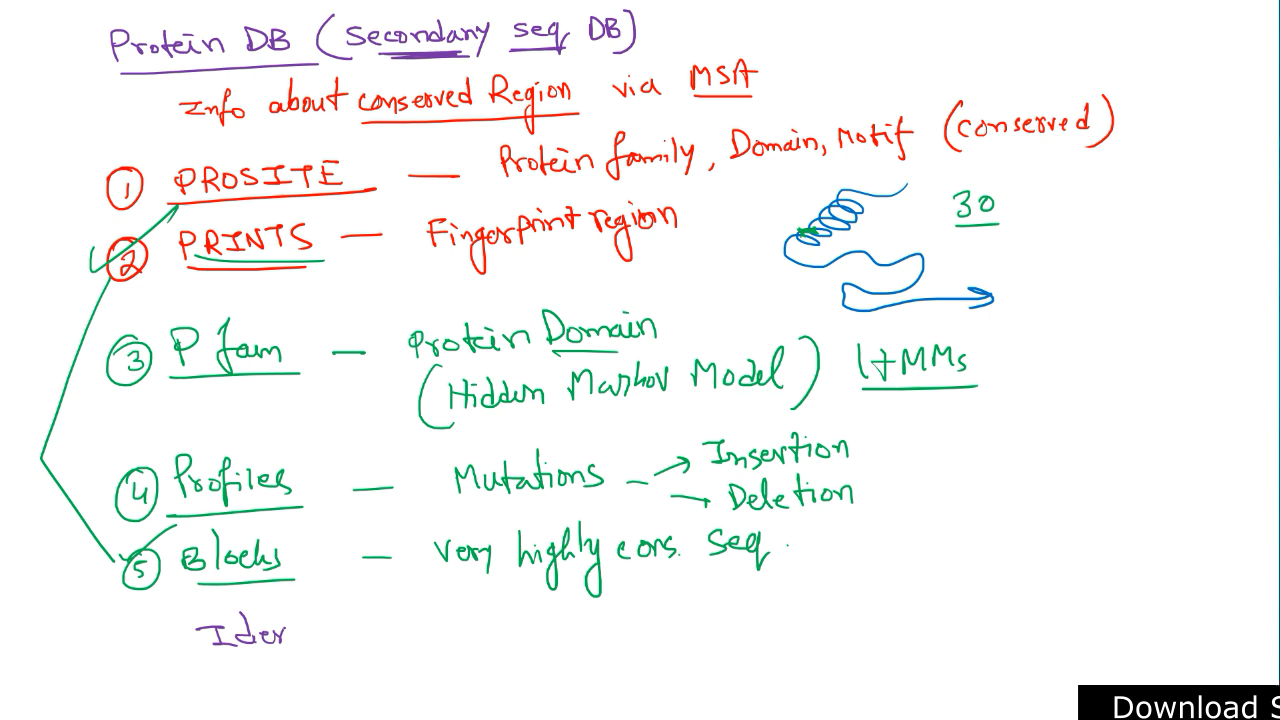 Protein DB (Secondary seq DB)
Info about conserved Region via MSA
① PROSITE — Protein family, Domain, Motif (conserved)
② PRINTS — Fingerprint region
30
③ Pfam — Protein Domain
(Hidden Markov Model) HMMs
④ Profiles — Mutations → Insertion
→ Deletion
⑤ Blocks — Very highly cons. seq.
Iden
Download S